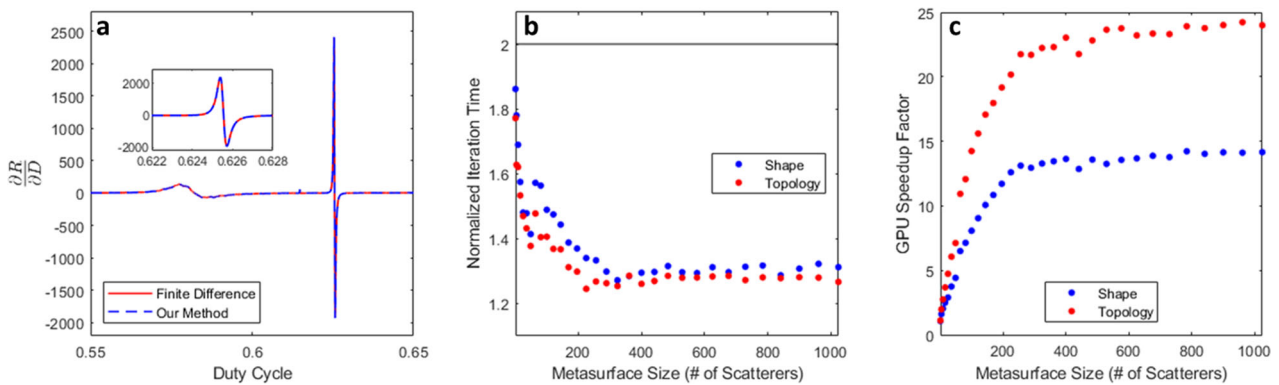 a
2500
2000
1500
1000
500
0
-500
-1000
-1500
-2000
∂R
∂D
2000
0
-2000
0.622 0.624 0.626 0.628
Finite Difference
Our Method
0.55 0.6 0.65
Duty Cycle
b
2
1.8
1.6
1.4
1.2
Normalized Iteration Time
Shape
Topology
200 400 600 800 1000
Metasurface Size (# of Scatterers)
c
25
20
15
10
5
0
GPU Speedup Factor
Shape
Topology
200 400 600 800 1000
Metasurface Size (# of Scatterers)